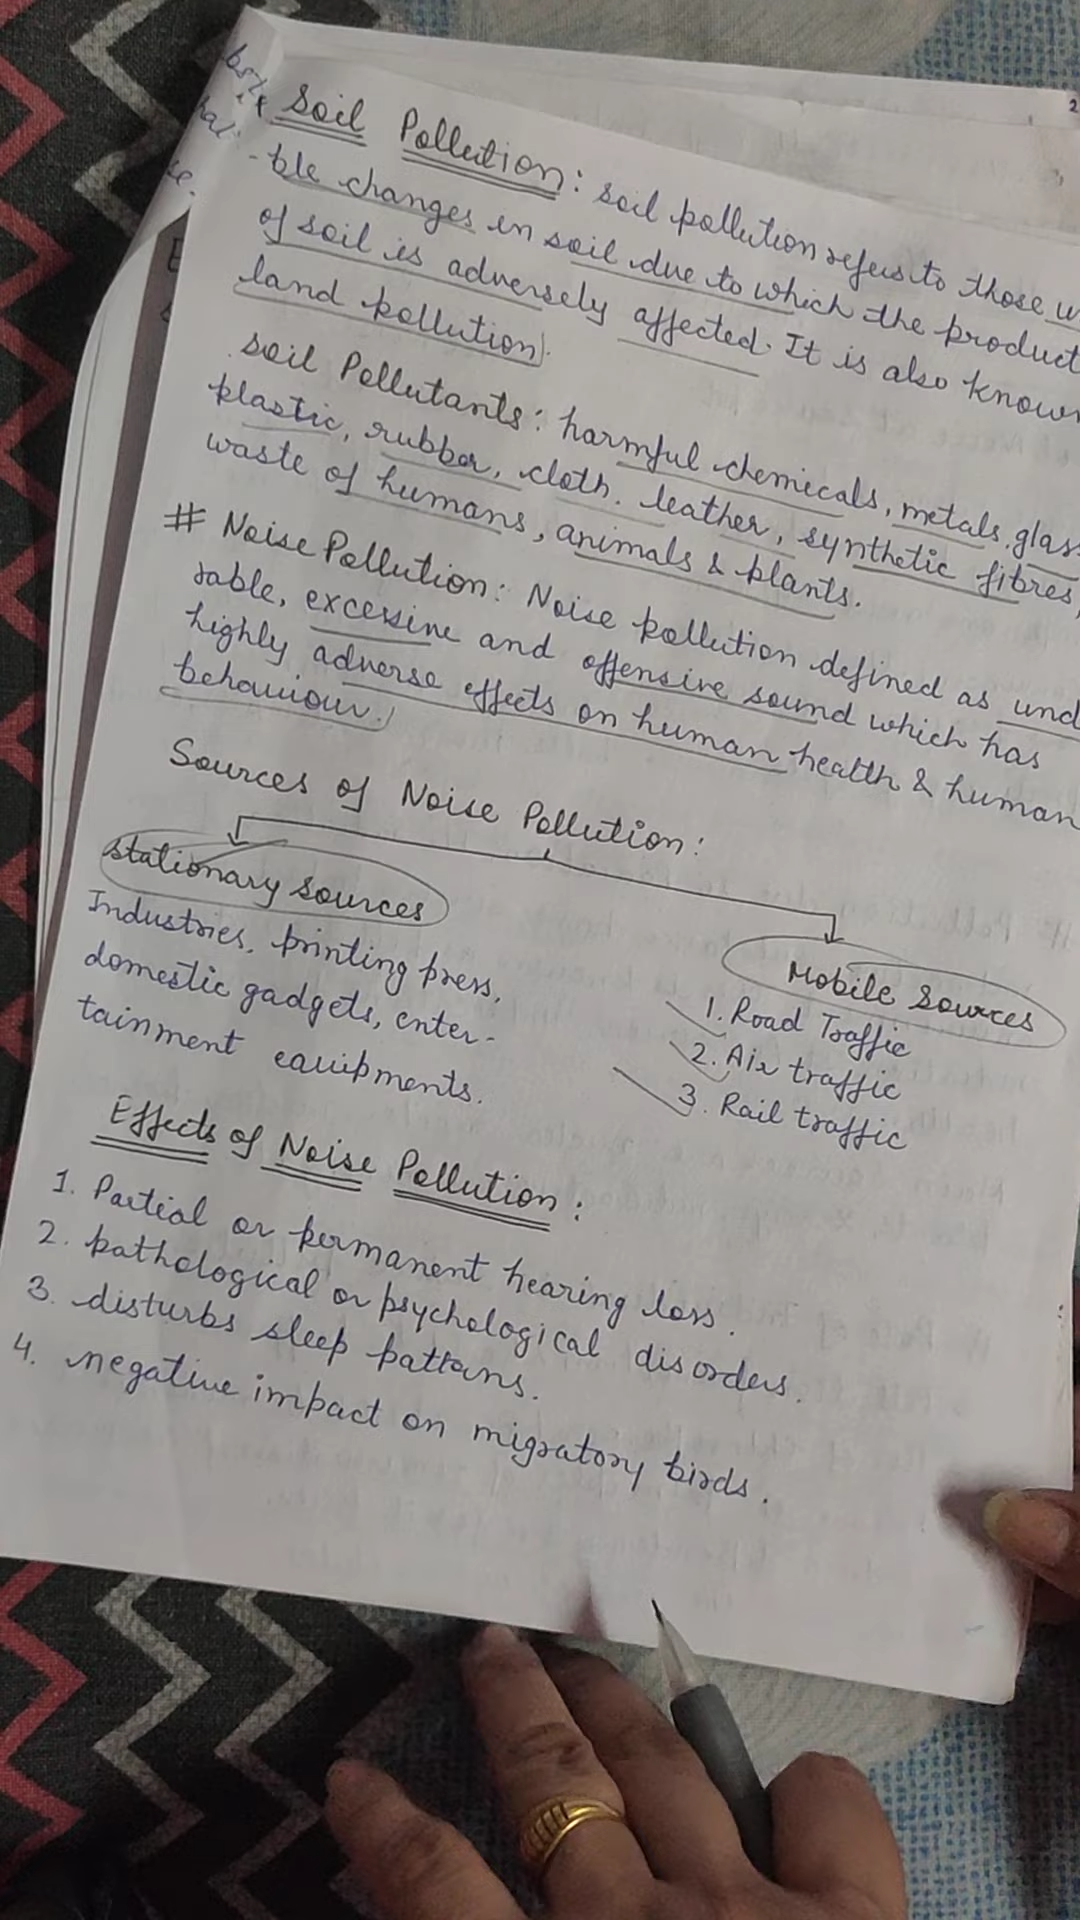 Soil Pollution: soil pollution refers to those
-ble changes in soil due to which the product
of soil is adversely affected. It is also known
land pollution.
soil Pollutants: harmful chemicals, metals, glass
plastic, rubber, cloth. leather, synthetic fibres,
waste of humans, animals & plants.
# Noise Pollution: Noise pollution defined as und
rable, excessine and offensive sound which has
highly adverse effects on human health & human
behaviour.
Sources of Noise Pollution:
Stationary sources
Industries, printing press,
domestic gadgets, enter-
tainment equipments.
Mobile Sources
1. Road Traffic
2. Air traffic
3. Rail traffic
Effects of Noise Pollution:
1. Partial or permanent hearing loss.
2. pathological or psychological disorders.
3. disturbs sleep patterns.
4. negative impact on migratory birds.